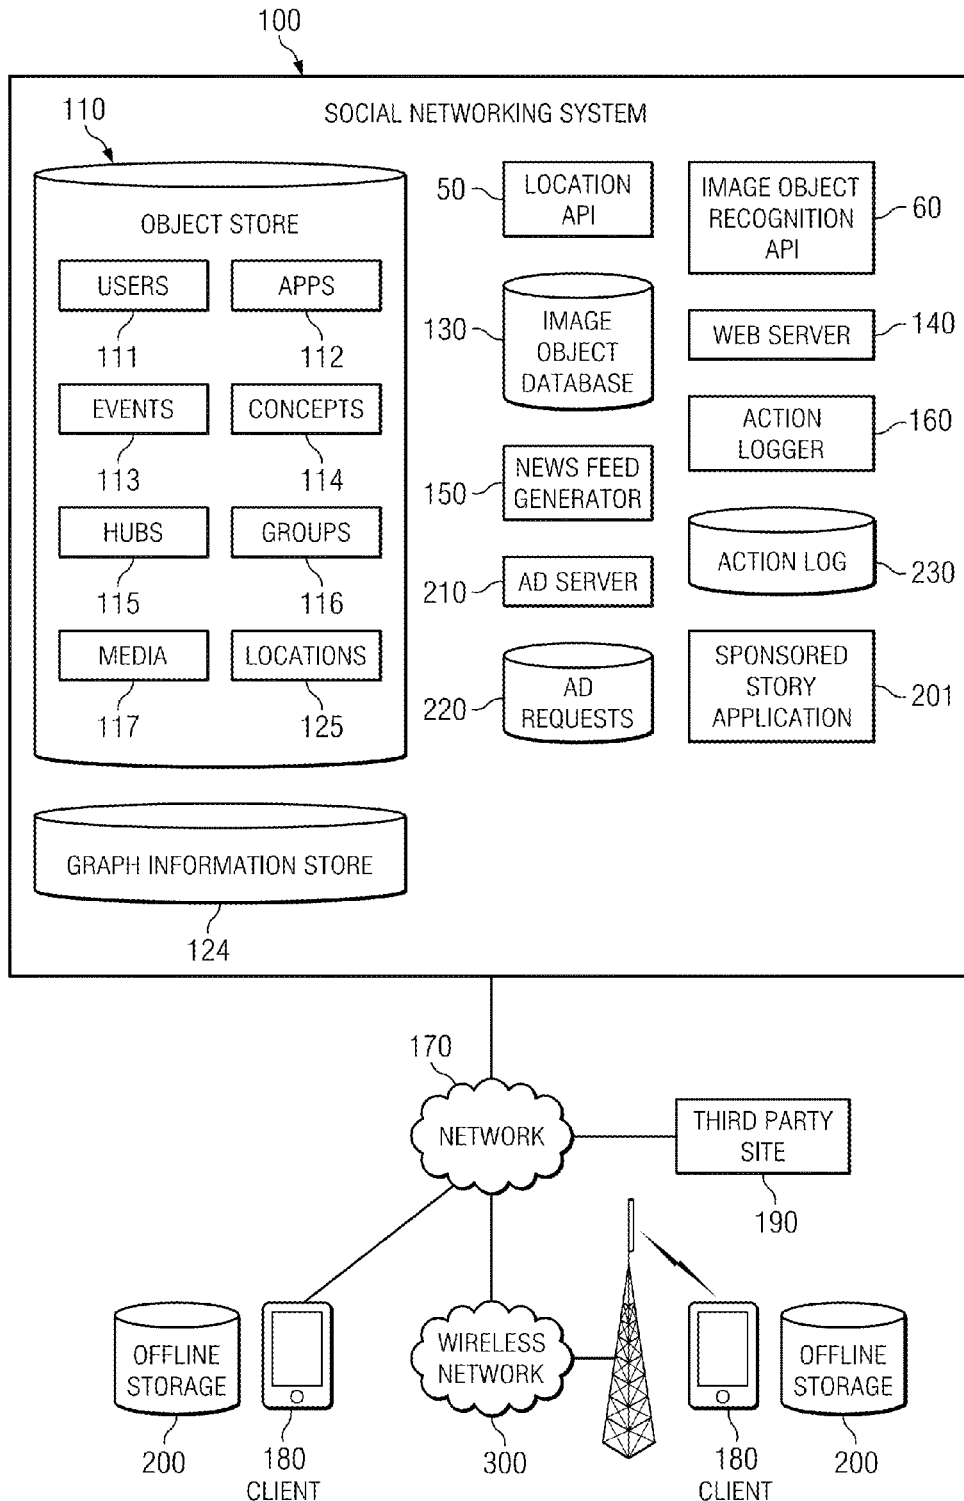 100
SOCIAL NETWORKING SYSTEM
110
OBJECT STORE
USERS
111
APPS
112
EVENTS
113
CONCEPTS
114
HUBS
115
GROUPS
116
MEDIA
117
LOCATIONS
125
GRAPH INFORMATION STORE
124
50
LOCATION
API
130
IMAGE
OBJECT
DATABASE
150
NEWS FEED
GENERATOR
210
AD SERVER
220
AD
REQUESTS
IMAGE OBJECT
RECOGNITION
API
60
WEB SERVER
140
ACTION
LOGGER
160
ACTION LOG
230
SPONSORED
STORY
APPLICATION
201
170
NETWORK
THIRD PARTY
SITE
190
OFFLINE
STORAGE
200
180
CLIENT
WIRELESS
NETWORK
300
180
CLIENT
OFFLINE
STORAGE
200